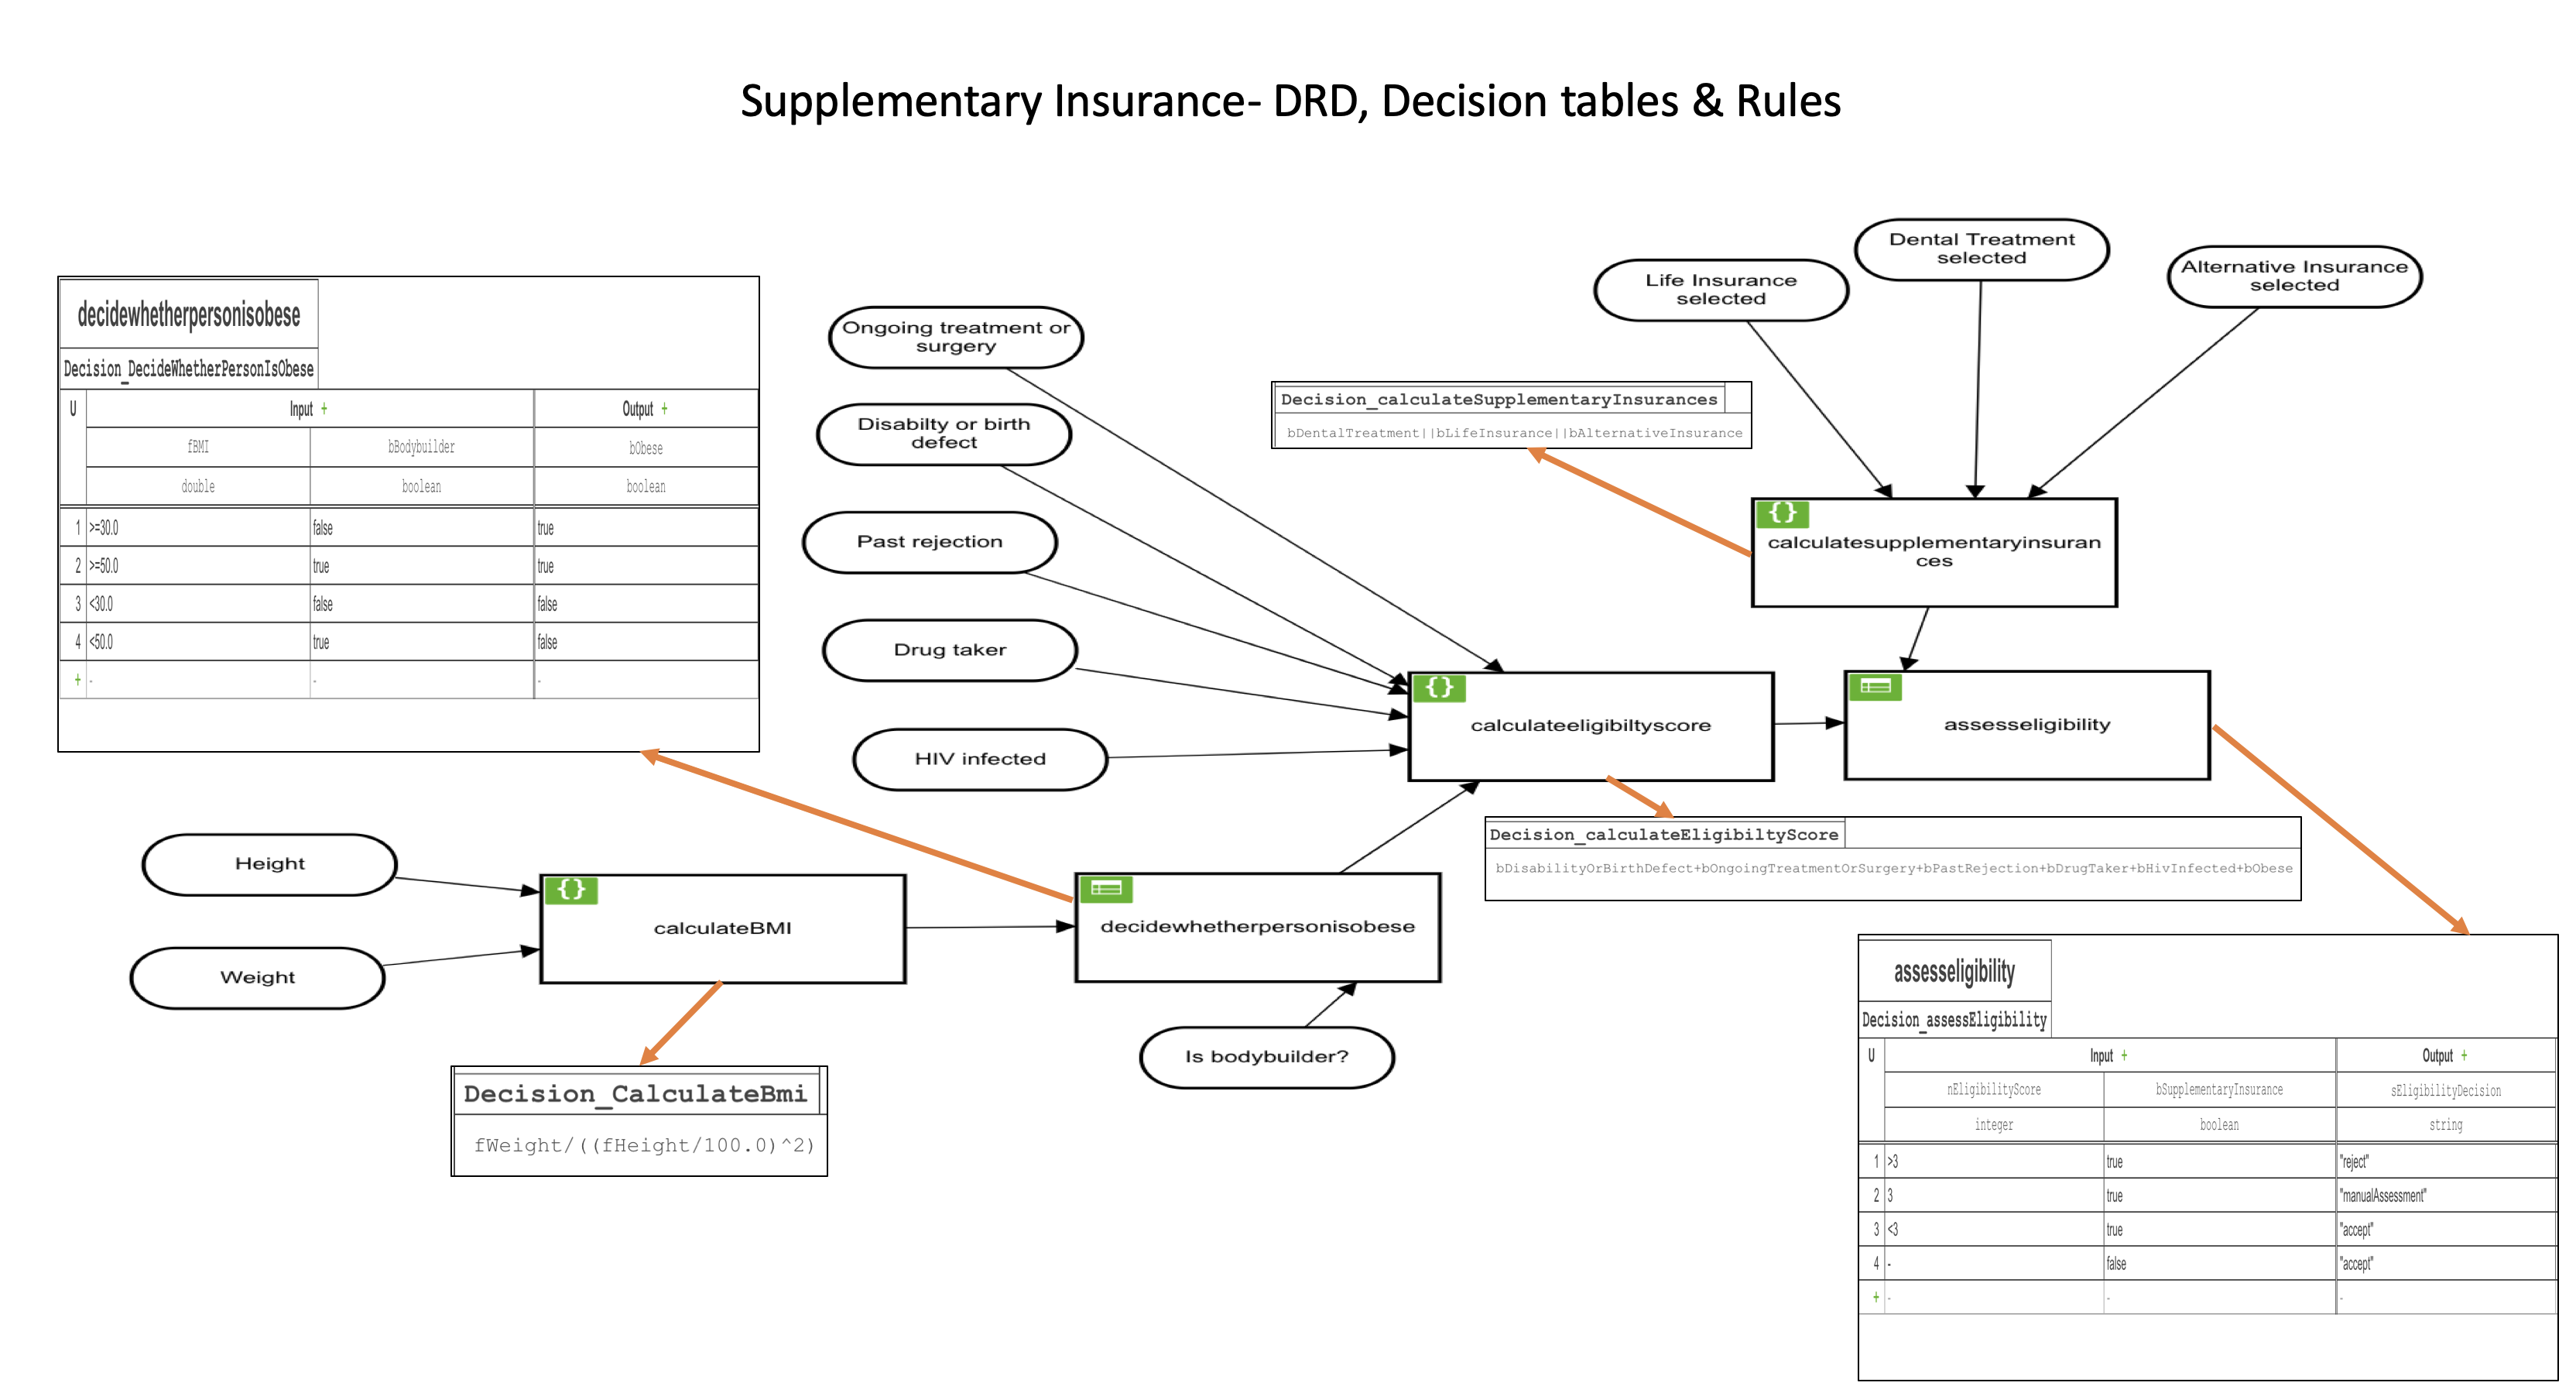 Supplementary Insurance- DRD, Decision tables & Rules
decidewhetherpersonisobese
Decision_DecideWhetherPersonIsObese
U Input + Output +
fBMI bBodybuilder bObese
double boolean boolean
1 >=30.0 false true
2 >=50.0 true true
3 <30.0 false false
4 <50.0 true false
+ - - -
Ongoing treatment or
surgery
Disabilty or birth
defect
Past rejection
Drug taker
HIV infected
Life Insurance
selected
Dental Treatment
selected
Alternative Insurance
selected
Decision_calculateSupplementaryInsurances
bDentalTreatment||bLifeInsurance||bAlternativeInsurance
{}
calculatesupplementaryinsuran
ces
{}
calculateeligibiltyscore
assesseligibility
Decision_calculateEligibiltyScore
bDisabilityOrBirthDefect+bOngoingTreatmentOrSurgery+bPastRejection+bDrugTaker+bHivInfected+bObese
Height
Weight
{}
calculateBMI
decidewhetherpersonisobese
Is bodybuilder?
Decision_CalculateBmi
fWeight/((fHeight/100.0)^2)
assesseligibility
Decision_assessEligibility
U Input + Output +
nEligibilityScore bSupplementaryInsurance sEligibilityDecision
integer boolean string
1 >3 true "reject"
2 3 true "manualAssessment"
3 <3 true "accept"
4 - false "accept"
+ - - -